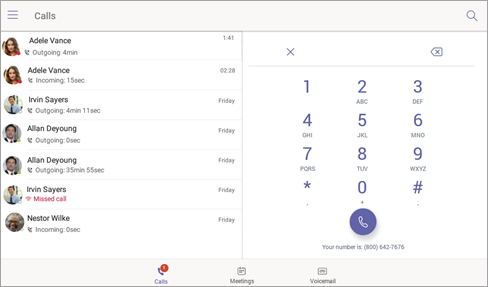 Calls
Adele Vance
1:41
Outgoing: 4min
Adele Vance
02:28
Incoming: 15sec
Irvin Sayers
Friday
Outgoing: 4min 11sec
Allan Deyoung
Friday
Outgoing: 0sec
Allan Deyoung
Friday
Outgoing: 35min 55sec
Irvin Sayers
Friday
Missed call
Nestor Wilke
Friday
Incoming: 0sec
1 2 3
ABC DEF
4 5 6
GHI JKL MNO
7 8 9
PQRS TUV WXYZ
* 0 #
, + ;
Your number is: (800) 642-7676
1
Calls Meetings Voicemail